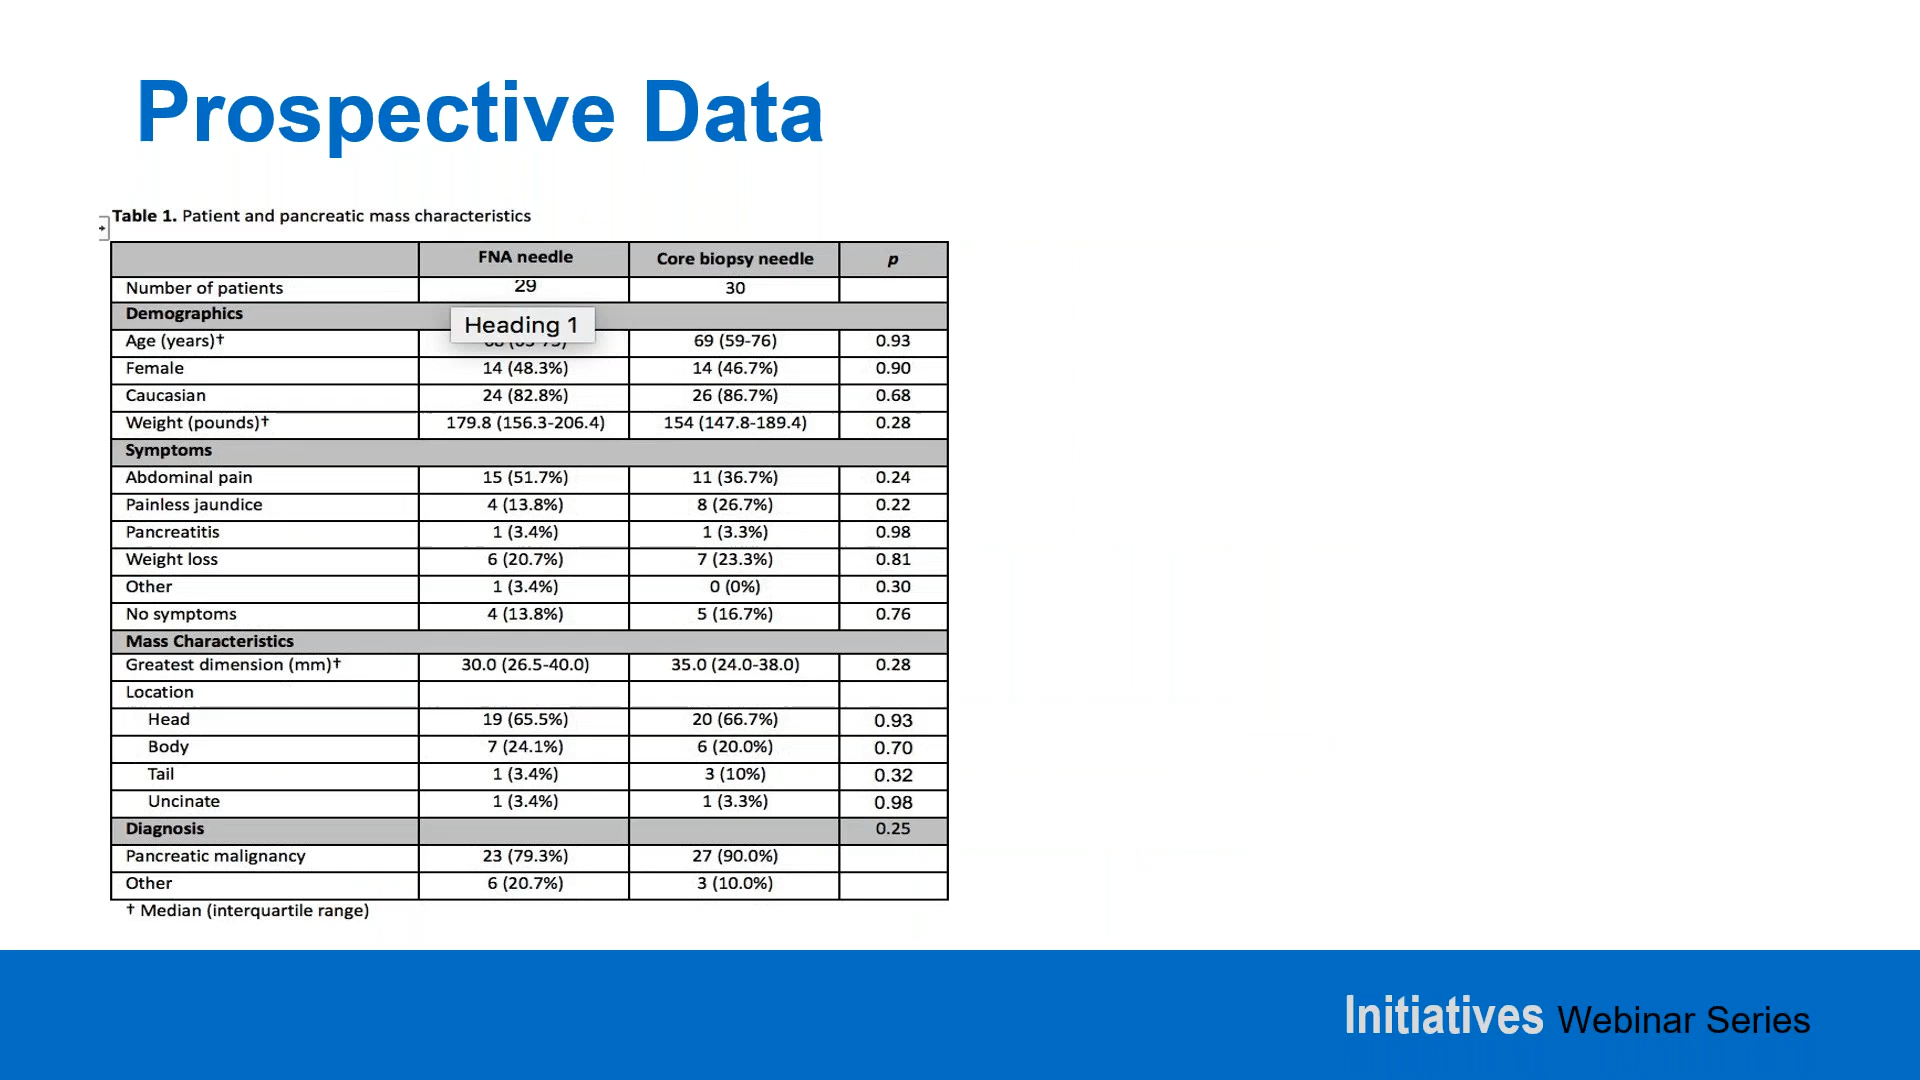 Prospective Data
Table 1. Patient and pancreatic mass characteristics
FNA needle Core biopsy needle p
Number of patients 29 30
Demographics
Heading 1
Age (years)† 69 (59-76) 0.93
Female 14 (48.3%) 14 (46.7%) 0.90
Caucasian 24 (82.8%) 26 (86.7%) 0.68
Weight (pounds)† 179.8 (156.3-206.4) 154 (147.8-189.4) 0.28
Symptoms
Abdominal pain 15 (51.7%) 11 (36.7%) 0.24
Painless jaundice 4 (13.8%) 8 (26.7%) 0.22
Pancreatitis 1 (3.4%) 1 (3.3%) 0.98
Weight loss 6 (20.7%) 7 (23.3%) 0.81
Other 1 (3.4%) 0 (0%) 0.30
No symptoms 4 (13.8%) 5 (16.7%) 0.76
Mass Characteristics
Greatest dimension (mm)† 30.0 (26.5-40.0) 35.0 (24.0-38.0) 0.28
Location
Head 19 (65.5%) 20 (66.7%) 0.93
Body 7 (24.1%) 6 (20.0%) 0.70
Tail 1 (3.4%) 3 (10%) 0.32
Uncinate 1 (3.4%) 1 (3.3%) 0.98
Diagnosis 0.25
Pancreatic malignancy 23 (79.3%) 27 (90.0%)
Other 6 (20.7%) 3 (10.0%)
† Median (interquartile range)
Initiatives Webinar Series